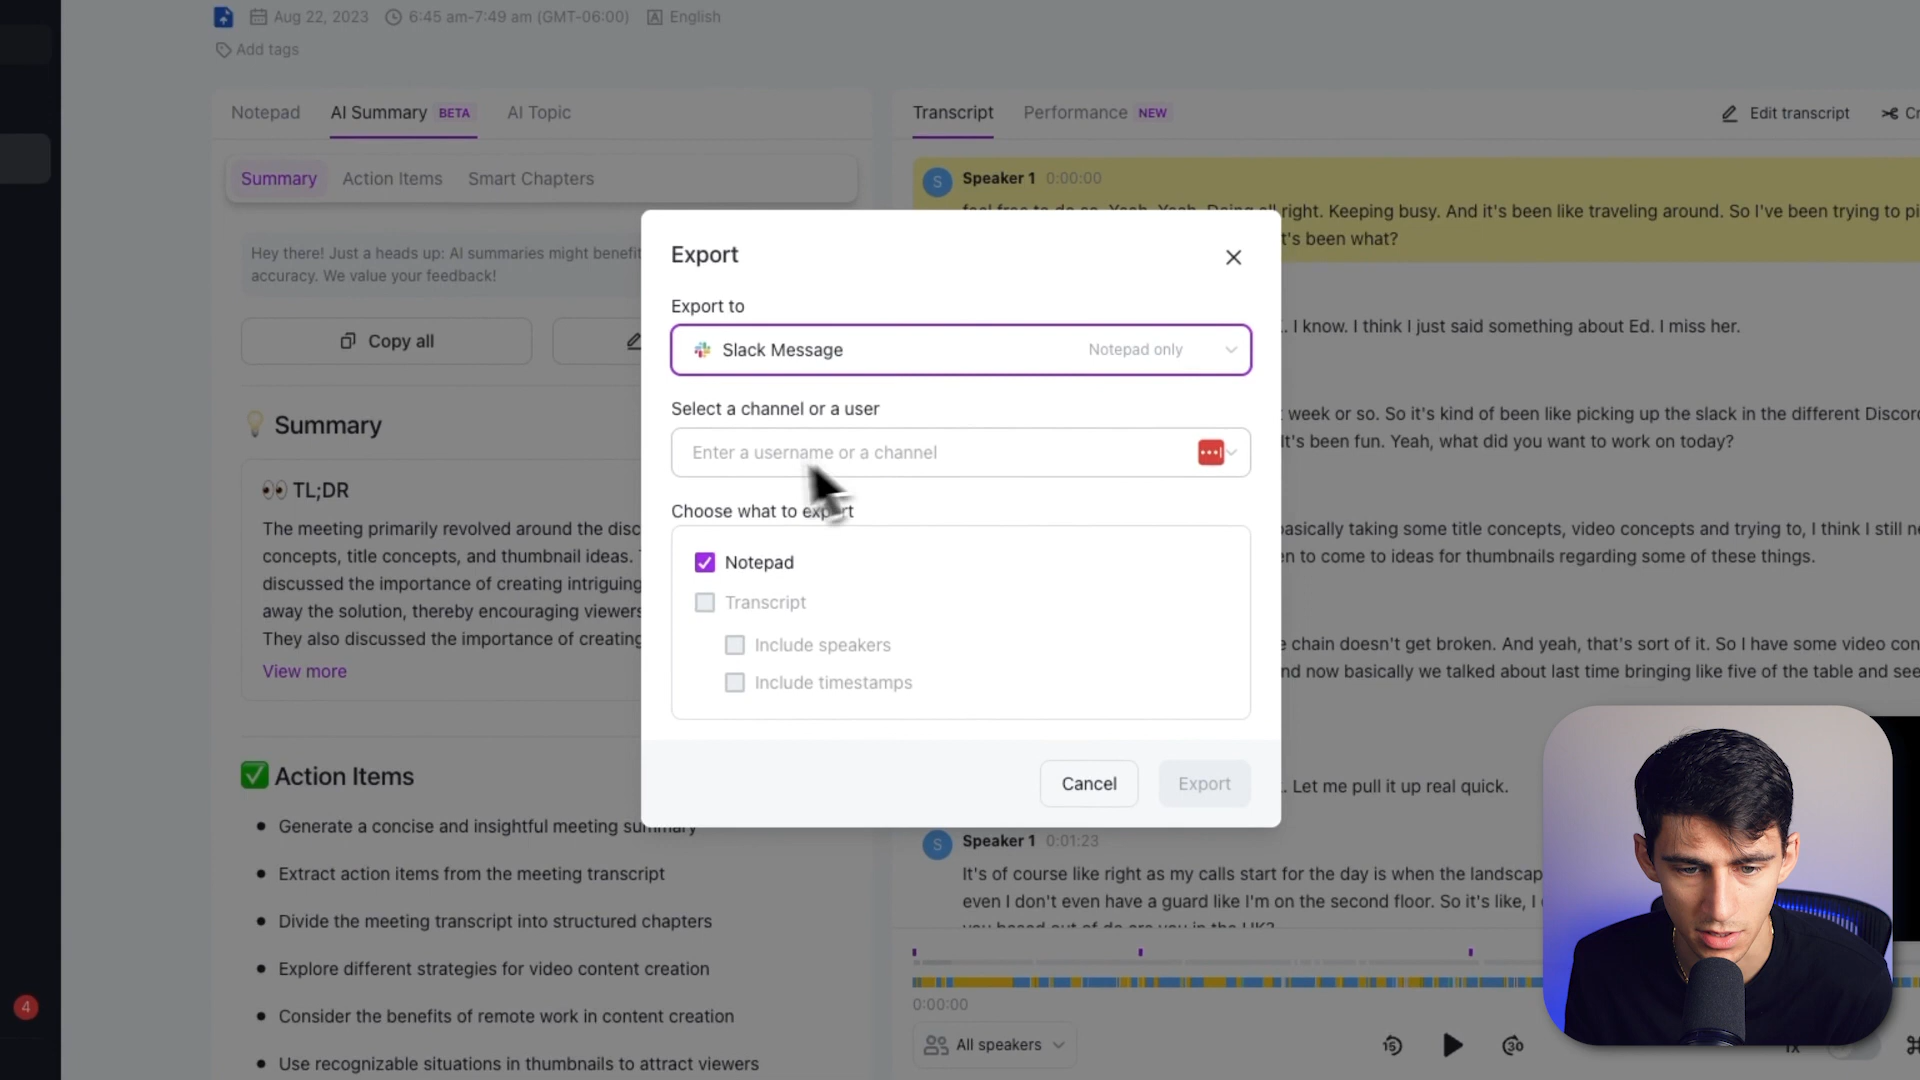 Aug 22, 2023 6:45 am-7:49 am (GMT-06:00) English
Add tags
Notepad AI Summary BETA AI Topic
Summary Action Items Smart Chapters
Hey there! Just a heads up: AI summaries might benefit
accuracy. We value your feedback!
Copy all
Summary
TL;DR
The meeting primarily revolved around the
concepts, title concepts, and thumbnail ideas.
discussed the importance of creating intriguing
away the solution, thereby encouraging viewers
They also discussed the importance of creating
View more
Action Items
Generate a concise and insightful meeting summary
Extract action items from the meeting transcript
Divide the meeting transcript into structured chapters
Explore different strategies for video content creation
Consider the benefits of remote work in content creation
Use recognizable situations in thumbnails to attract viewers
4
Export
Export to
Slack Message Notepad only
Select a channel or a user
Enter a username or a channel
Choose what to export
Notepad
Transcript
Include speakers
Include timestamps
Cancel Export
Transcript Performance NEW Edit transcript
S Speaker 1 0:00:00
feel free to do so. Yeah. Yeah. Doing all right. Keeping busy. And it's been like traveling around. So I've been trying to
t's been what?
. I know. I think I just said something about Ed. I miss her.
week or so. So it's kind of been like picking up the slack in the different
It's been fun. Yeah, what did you want to work on today?
basically taking some title concepts, video concepts and trying to, I think I still
to come to ideas for thumbnails regarding some of these things.
chain doesn't get broken. And yeah, that's sort of it. So I have some video
now basically we talked about last time bringing like five of the table and
. Let me pull it up real quick.
S Speaker 1 0:01:23
It's of course like right as my calls start for the day is when the
even I don't even have a guard like I'm on the second floor. So it's like, I
you based out of do are you in the UK?
0:00:00
All speakers
15
30
1x